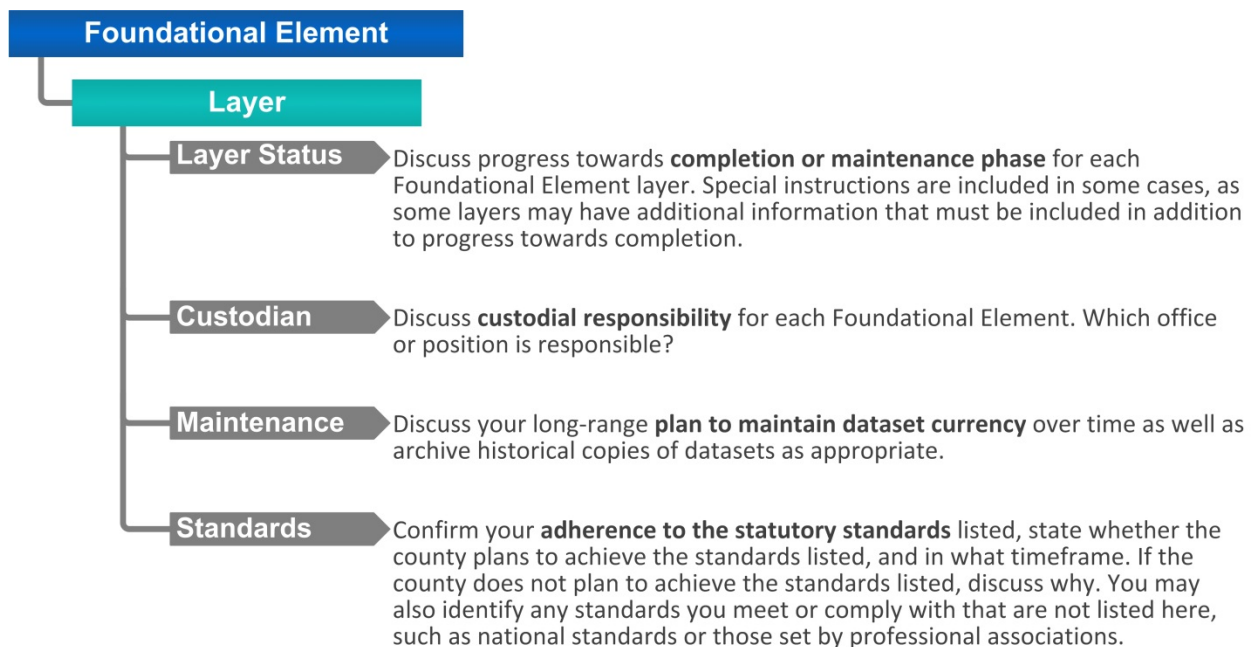 Foundational Element
Layer
Layer Status
Discuss progress towards completion or maintenance phase for each
Foundational Element layer. Special instructions are included in some cases, as
some layers may have additional information that must be included in addition
to progress towards completion.
Custodian
Discuss custodial responsibility for each Foundational Element. Which office
or position is responsible?
Maintenance
Discuss your long-range plan to maintain dataset currency over time as well as
archive historical copies of datasets as appropriate.
Standards
Confirm your adherence to the statutory standards listed, state whether the
county plans to achieve the standards listed, and in what timeframe. If the
county does not plan to achieve the standards listed, discuss why. You may
also identify any standards you meet or comply with that are not listed here,
such as national standards or those set by professional associations.